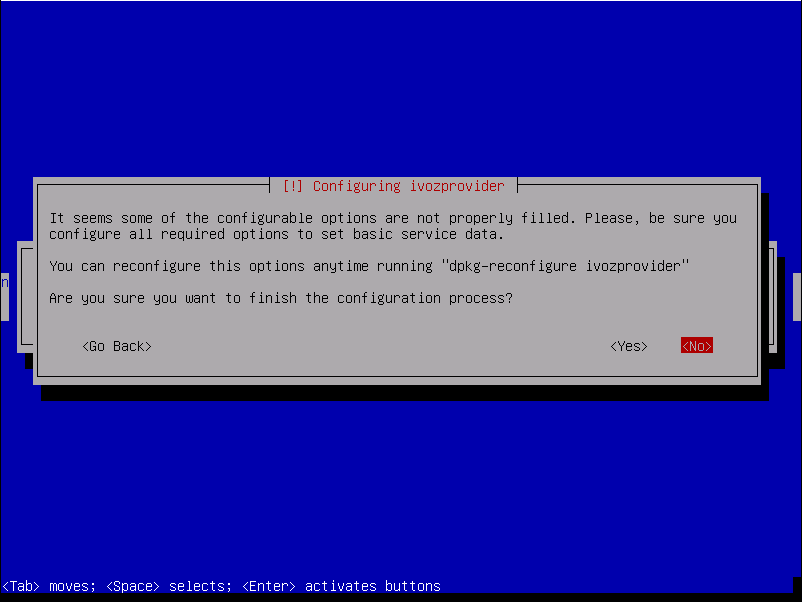 [!] Configuring ivozprovider
It seems some of the configurable options are not properly filled. Please, be sure you
configure all required options to set basic service data.
You can reconfigure this options anytime running "dpkg-reconfigure ivozprovider"
Are you sure you want to finish the configuration process?
n
<Go Back> <Yes> <No>
<Tab> moves; <Space> selects; <Enter> activates buttons